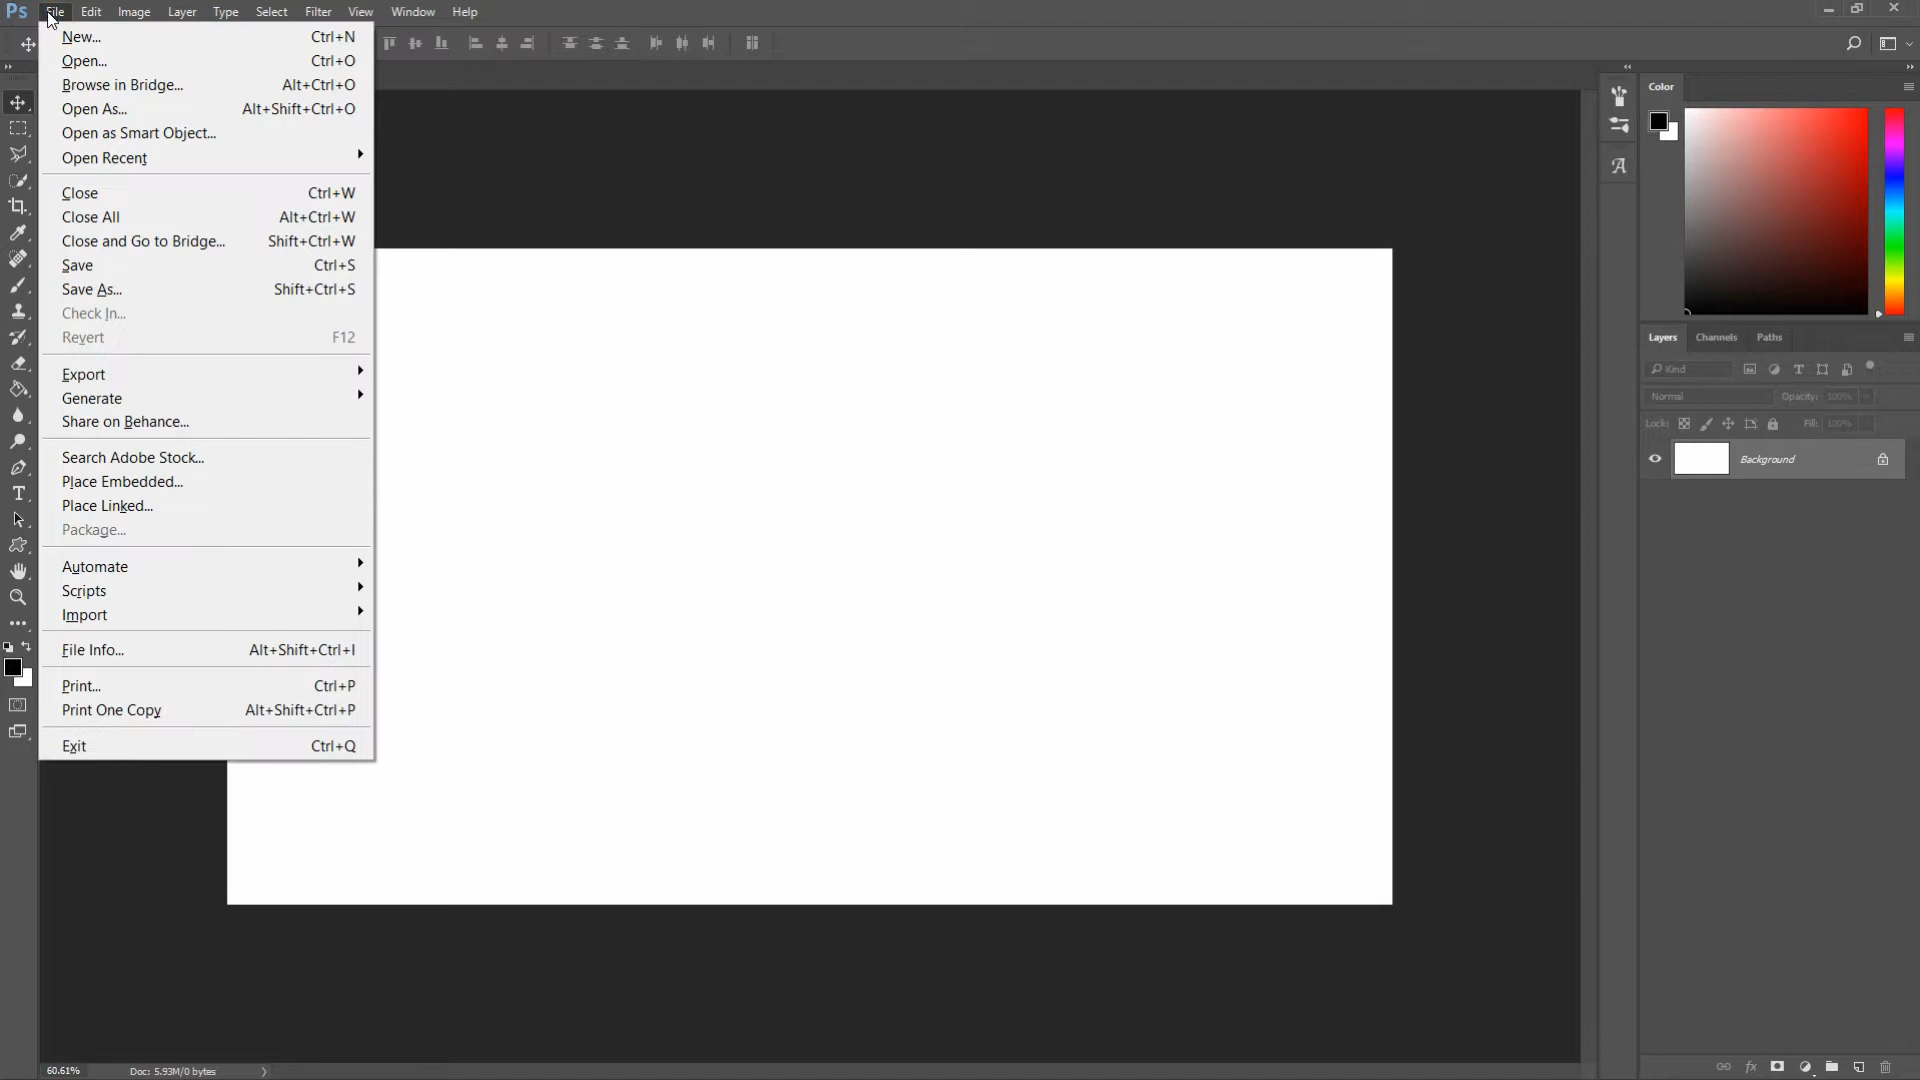 Ps File Edit Image Layer Type Select Filter View Window Help
New... Ctrl+N
Open... Ctrl+O
Browse in Bridge... Alt+Ctrl+O
Open As... Alt+Shift+Ctrl+O
Open as Smart Object...
Open Recent
Close Ctrl+W
Close All Alt+Ctrl+W
Close and Go to Bridge... Shift+Ctrl+W
Save Ctrl+S
Save As... Shift+Ctrl+S
Check In...
Revert F12
Export
Generate
Share on Behance...
Search Adobe Stock...
Place Embedded...
Place Linked...
Package...
Automate
Scripts
Import
File Info... Alt+Shift+Ctrl+I
Print... Ctrl+P
Print One Copy Alt+Shift+Ctrl+P
Exit Ctrl+Q
Color
Layers Channels Paths
Kind
Normal Opacity: 100%
Lock: Fill: 100%
Background
fx
60.61% Doc: 5.93M/0 bytes